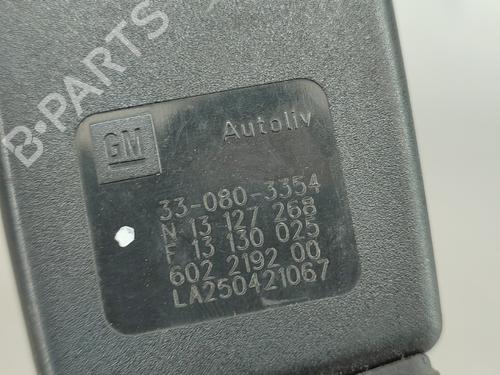 B-PARTS
GM Autoliv
33-080-3354
N 13 127 268
F 13 130 025
602 2192 00
LA250421067